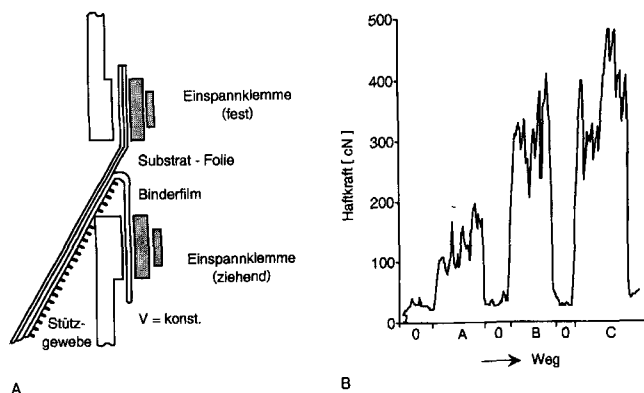 Einspannklemme
(fest)
Substrat - Folie
Binderfilm
Einspannklemme
(ziehend)
Stütz-
gewebe
V = konst.
A
Haftkraft [ cN]
500
400
300
200
100
0
0 A 0 B 0 C
Weg
B